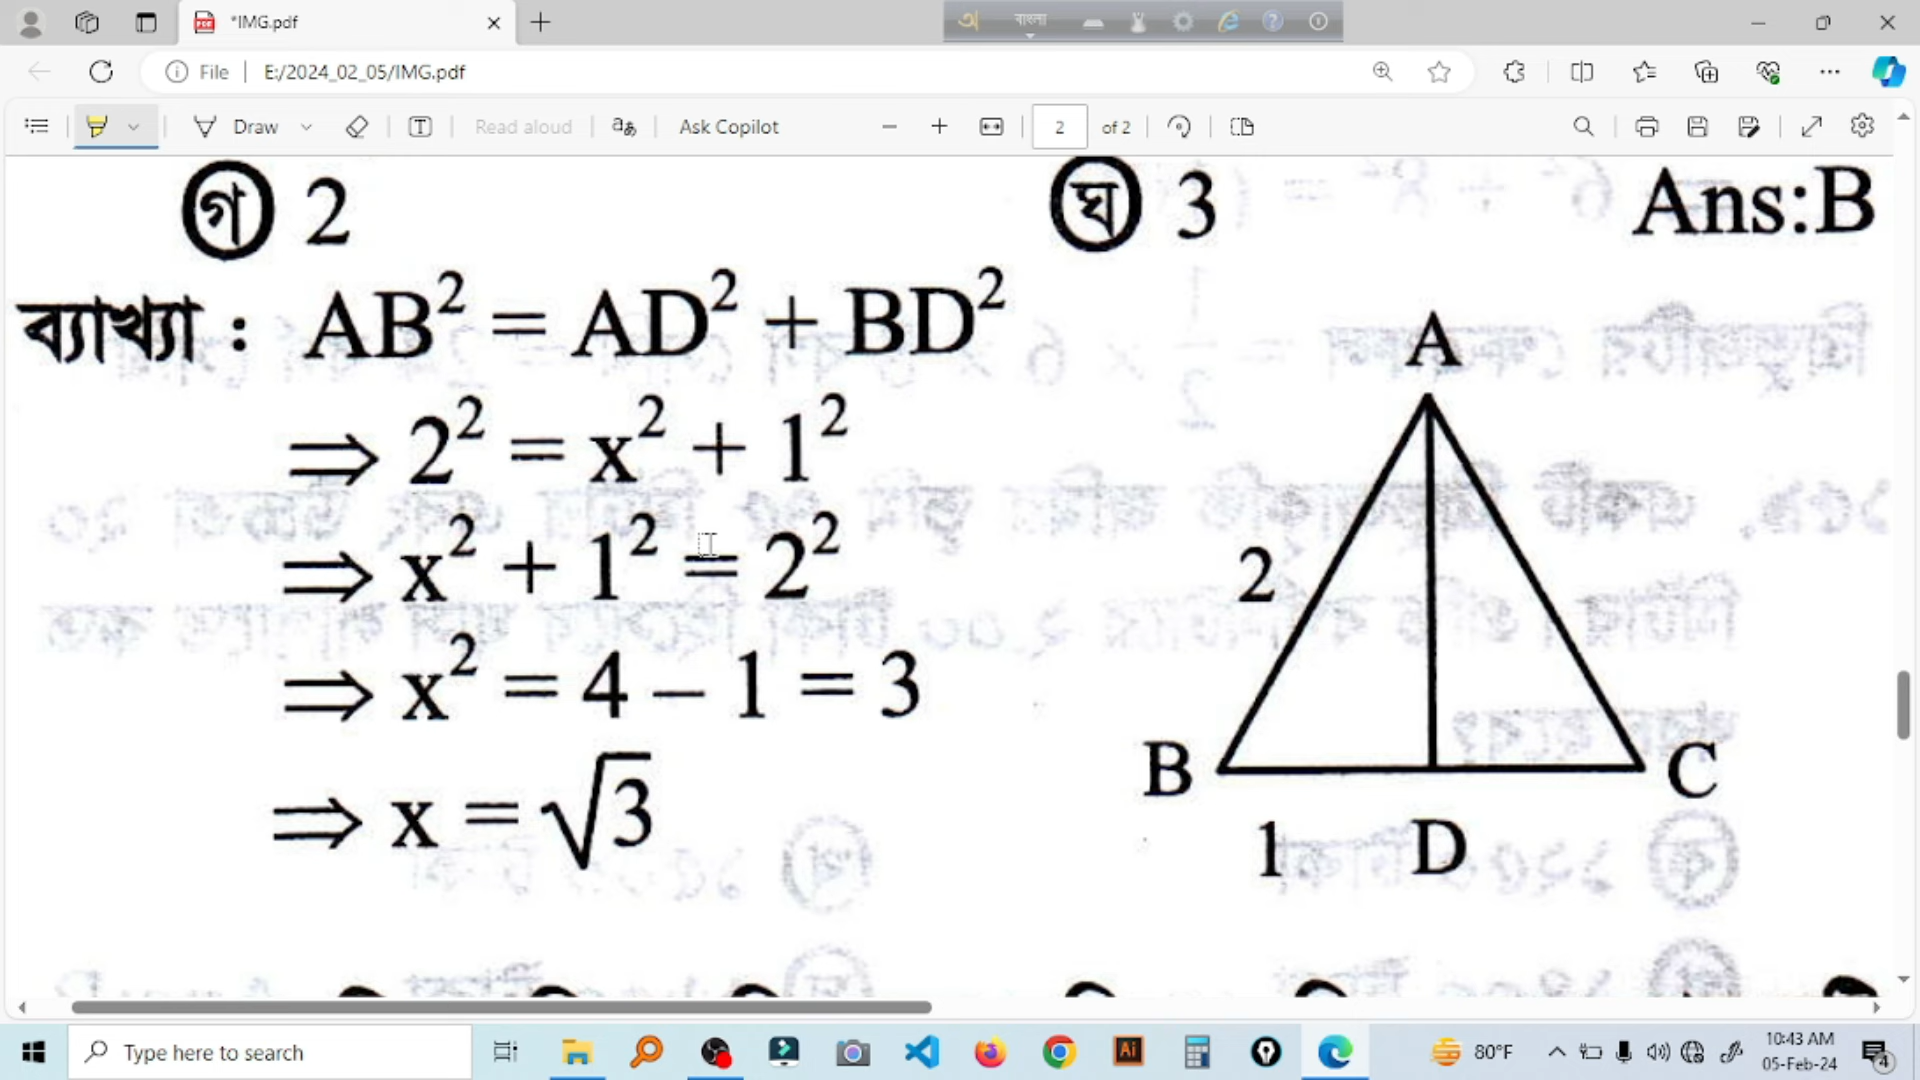 *IMG.pdf
বাংলা
File
E:/2024_02_05/IMG.pdf
Draw
Read aloud
Ask Copilot
2
of 2
গ 2
ঘ 3
Ans:B
ব্যাখ্যা : AB² = AD² + BD²
⇒ 2² = x² + 1²
⇒ x² + 1² = 2²
⇒ x² = 4 – 1 = 3
⇒ x = √3
A
2
B
C
1
D
Type here to search
80°F
10:43 AM
05-Feb-24
4